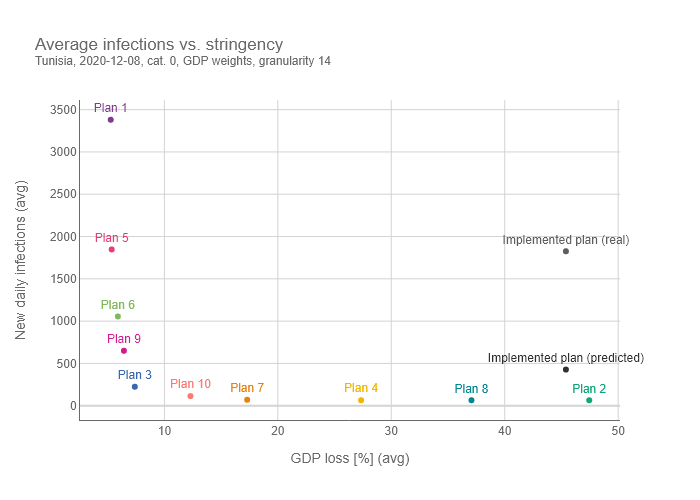 Average infections vs. stringency
Tunisia, 2020-12-08, cat. 0, GDP weights, granularity 14
New daily infections (avg)
3500
3000
2500
2000
1500
1000
500
0
Plan 1
Plan 5
Implemented plan (real)
Plan 6
Plan 9
Implemented plan (predicted)
Plan 3
Plan 10
Plan 7
Plan 4
Plan 8
Plan 2
10
20
30
40
50
GDP loss [%] (avg)